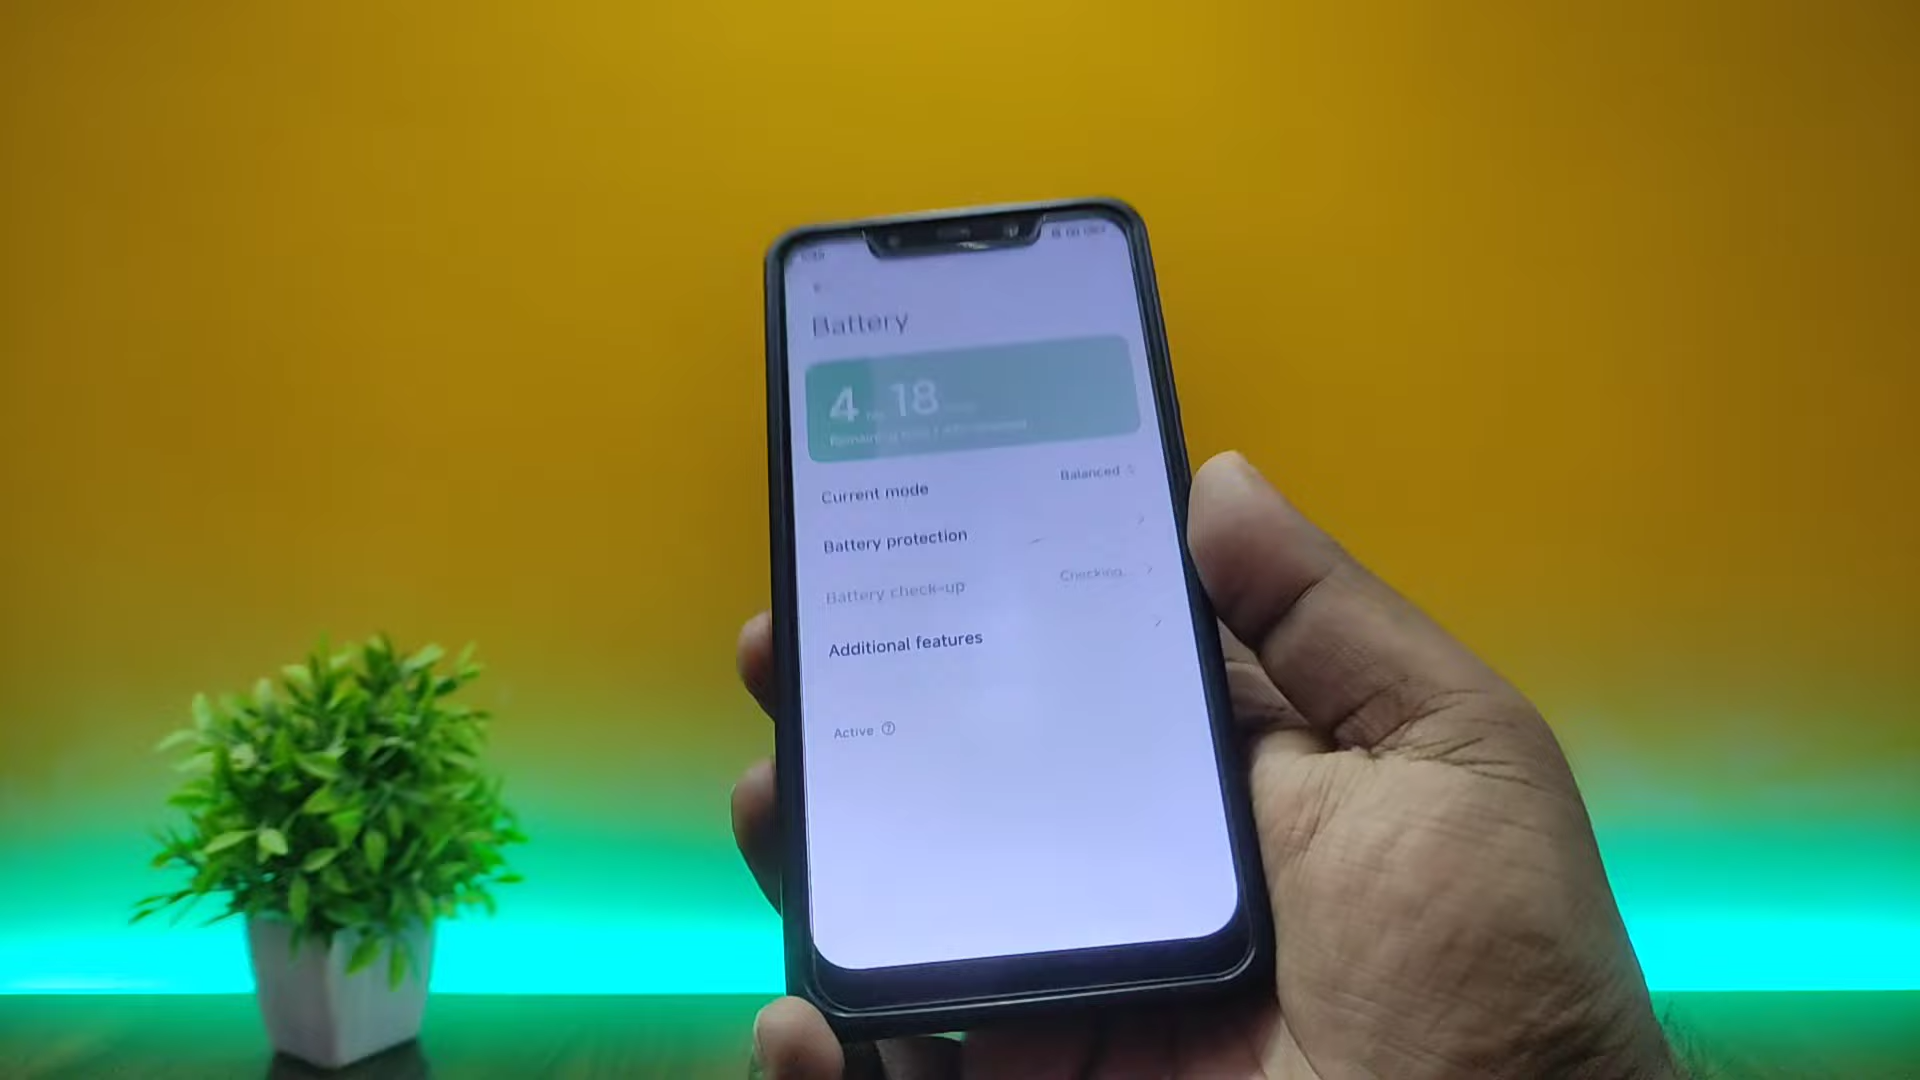 Battery
4 18
Current mode Balanced
Battery protection
Battery check-up Checking...
Additional features
Active